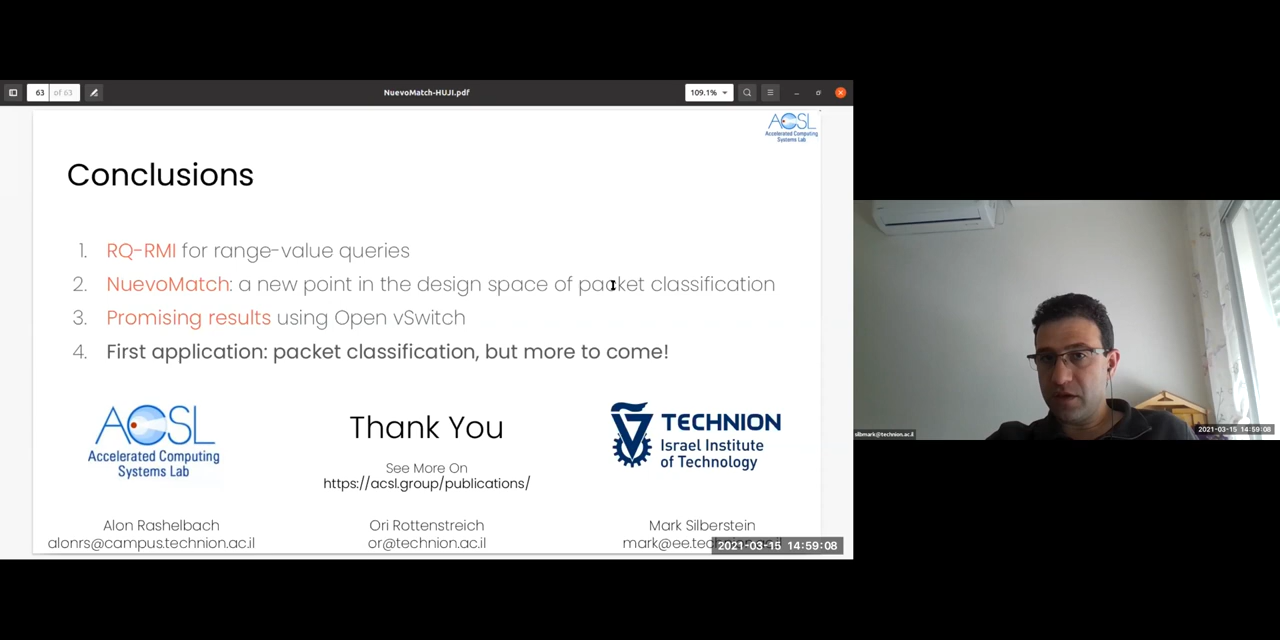 63 of 63
NuevoMatch-HUJI.pdf
109.1%
ACSL
Accelerated Computing
Systems Lab
Conclusions
1. RQ-RMI for range-value queries
2. NuevoMatch: a new point in the design space of packet classification
3. Promising results using Open vSwitch
4. First application: packet classification, but more to come!
ACSL
Accelerated Computing
Systems Lab
Thank You
See More On
https://acsl.group/publications/
TECHNION
Israel Institute
of Technology
Alon Rashelbach
alonrs@campus.technion.ac.il
Ori Rottenstreich
or@technion.ac.il
Mark Silberstein
2021-03-15 14:59:08
2021-03-15 14:59:08